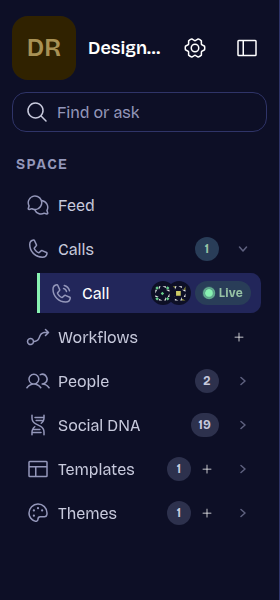 DR Design...
Find or ask
SPACE
Feed
Calls 1
Call Live
Workflows +
People 2
Social DNA 19
Templates 1 +
Themes 1 +